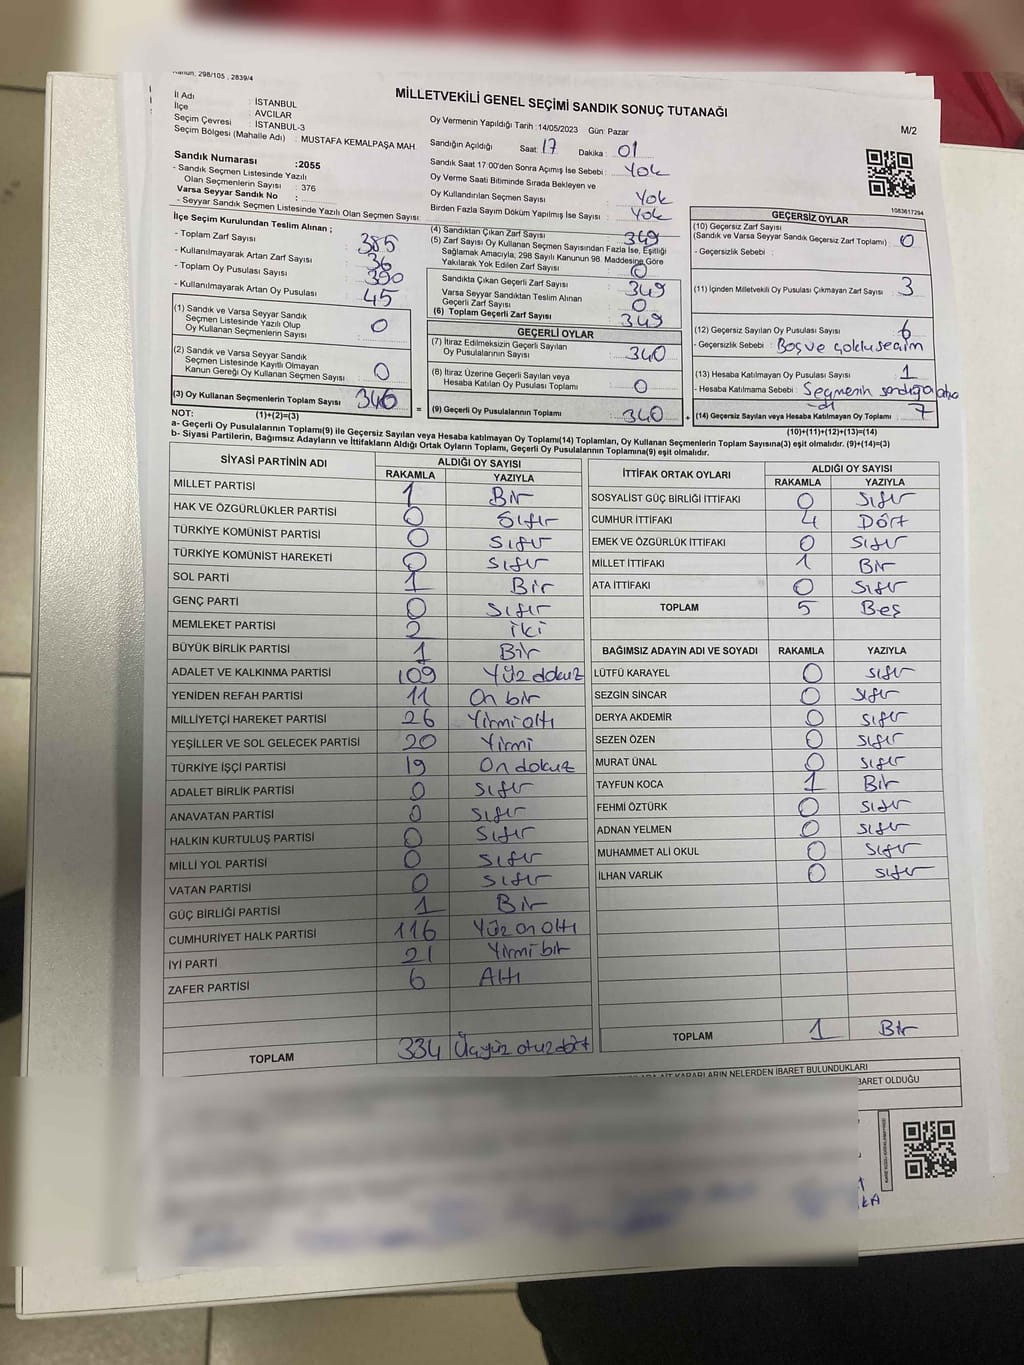 Kanun: 298/105 , 2839/4
MİLLETVEKİLİ GENEL SEÇİMİ SANDIK SONUÇ TUTANAĞI
M/2
İl Adı : İSTANBUL
İlçe : AVCILAR
Seçim Çevresi : İSTANBUL-3
Seçim Bölgesi (Mahalle Adı) : MUSTAFA KEMALPAŞA MAH.
Oy Vermenin Yapıldığı Tarih :14/05/2023 Gün: Pazar
Sandığın Açıldığı Saat: 17 Dakika : 01
Sandık Saat 17:00'den Sonra Açımış İse Sebebi : Yok
Oy Verme Saati Bitiminde Sırada Bekleyen ve
Oy Kullandırılan Seçmen Sayısı : Yok
Birden Fazla Sayım Döküm Yapılmış İse Sayısı : Yok
Sandık Numarası :2055
- Sandık Seçmen Listesinde Yazılı
Olan Seçmenlerin Sayısı : 376
Varsa Seyyar Sandık No :
- Seyyar Sandık Seçmen Listesinde Yazılı Olan Seçmen Sayısı:
1083617294
İlçe Seçim Kurulundan Teslim Alınan ;
- Toplam Zarf Sayısı : 385
- Kullanılmayarak Artan Zarf Sayısı : 36
- Toplam Oy Pusulası Sayısı : 390
- Kullanılmayarak Artan Oy Pusulası : 45
(1) Sandık ve Varsa Seyyar Sandık
Seçmen Listesinde Yazılı Olup
Oy Kullanan Seçmenlerin Sayısı : 0
(2) Sandık ve Varsa Seyyar Sandık
Seçmen Listesinde Kayıtlı Olmayan
Kanun Gereği Oy Kullanan Seçmen Sayısı : 0
(3) Oy Kullanan Seçmenlerin Toplam Sayısı : 346
(4) Sandıktan Çıkan Zarf Sayısı : 349
(5) Zarf Sayısı Oy Kullanan Seçmen Sayısından Fazla İse, Eşitliği
Sağlamak Amacıyla; 298 Sayılı Kanunun 98. Maddesine Göre
Yakılarak Yok Edilen Zarf Sayısı : 0
Sandıkta Çıkan Geçerli Zarf Sayısı : 349
Varsa Seyyar Sandıktan Teslim Alınan
Geçerli Zarf Sayısı : 0
(6) Toplam Geçerli Zarf Sayısı : 349
GEÇERLİ OYLAR
(7) İtiraz Edilmeksizin Geçerli Sayılan
Oy Pusulalarının Sayısı : 340
(8) İtiraz Üzerine Geçerli Sayılan veya
Hesaba Katılan Oy Pusulası Toplamı : 0
= (9) Geçerli Oy Pusulalarının Toplamı : 340 +
GEÇERSİZ OYLAR
(10) Geçersiz Zarf Sayısı
(Sandık ve Varsa Seyyar Sandık Geçersiz Zarf Toplamı) : 0
- Geçersizlik Sebebi :
(11) İçinden Milletvekili Oy Pusulası Çıkmayan Zarf Sayısı : 3
(12) Geçersiz Sayılan Oy Pusulası Sayısı : 6
- Geçersizlik Sebebi : Boş ve çoklu seçim
(13) Hesaba Katılmayan Oy Pusulası Sayısı : 1
- Hesaba Katılmama Sebebi : Seçmenin sandığa
(14) Geçersiz Sayılan veya Hesaba Katılmayan Oy Toplamı : 7
NOT: (1)+(2)=(3) (10)+(11)+(12)+(13)=(14)
a- Geçerli Oy Pusulalarının Toplamı(9) ile Geçersiz Sayılan veya Hesaba katılmayan Oy Toplamı(14) Toplamları, Oy Kullanan Seçmenlerin Toplam Sayısına(3) eşit olmalıdır. (9)+(14)=(3)
b- Siyasi Partilerin, Bağımsız Adayların ve İttifakların Aldığı Ortak Oyların Toplamı, Geçerli Oy Pusulalarının Toplamına(9) eşit olmalıdır.
SİYASİ PARTİNİN ADI ALDIĞI OY SAYISI
RAKAMLA YAZIYLA
MİLLET PARTİSİ 1 Bir
HAK VE ÖZGÜRLÜKLER PARTİSİ 0 Sıfır
TÜRKİYE KOMÜNİST PARTİSİ 0 Sıfır
TÜRKİYE KOMÜNİST HAREKETİ 0 Sıfır
SOL PARTİ 1 Bir
GENÇ PARTİ 0 Sıfır
MEMLEKET PARTİSİ 2 iki
BÜYÜK BİRLİK PARTİSİ 1 Bir
ADALET VE KALKINMA PARTİSİ 109 Yüz dokuz
YENİDEN REFAH PARTİSİ 11 On bir
MİLLİYETÇİ HAREKET PARTİSİ 26 Yirmi altı
YEŞİLLER VE SOL GELECEK PARTİSİ 20 Yirmi
TÜRKİYE İŞÇİ PARTİSİ 19 On dokuz
ADALET BİRLİK PARTİSİ 0 Sıfır
ANAVATAN PARTİSİ 0 Sıfır
HALKIN KURTULUŞ PARTİSİ 0 Sıfır
MİLLİ YOL PARTİSİ 0 Sıfır
VATAN PARTİSİ 0 Sıfır
GÜÇ BİRLİĞİ PARTİSİ 1 Bir
CUMHURİYET HALK PARTİSİ 116 Yüz on altı
İYİ PARTİ 21 Yirmi bir
ZAFER PARTİSİ 6 Altı
TOPLAM 334 Üçyüz otuz dört
İTTİFAK ORTAK OYLARI ALDIĞI OY SAYISI
RAKAMLA YAZIYLA
SOSYALİST GÜÇ BİRLİĞİ İTTİFAKI 0 Sıfır
CUMHUR İTTİFAKI 4 Dört
EMEK VE ÖZGÜRLÜK İTTİFAKI 0 Sıfır
MİLLET İTTİFAKI 1 Bir
ATA İTTİFAKI 0 Sıfır
TOPLAM 5 Beş
BAĞIMSIZ ADAYIN ADI VE SOYADI RAKAMLA YAZIYLA
LÜTFÜ KARAYEL 0 Sıfır
SEZGİN SİNCAR 0 Sıfır
DERYA AKDEMİR 0 Sıfır
SEZEN ÖZEN 0 Sıfır
MURAT ÜNAL 0 Sıfır
TAYFUN KOCA 1 Bir
FEHMİ ÖZTÜRK 0 Sıfır
ADNAN YELMEN 0 Sıfır
MUHAMMET ALİ OKUL 0 Sıfır
İLHAN VARLIK 0 Sıfır
TOPLAM 1 Bir
KARARLARIN NELERDEN İBARET BULUNDUKLARI
İBARET OLDUĞU